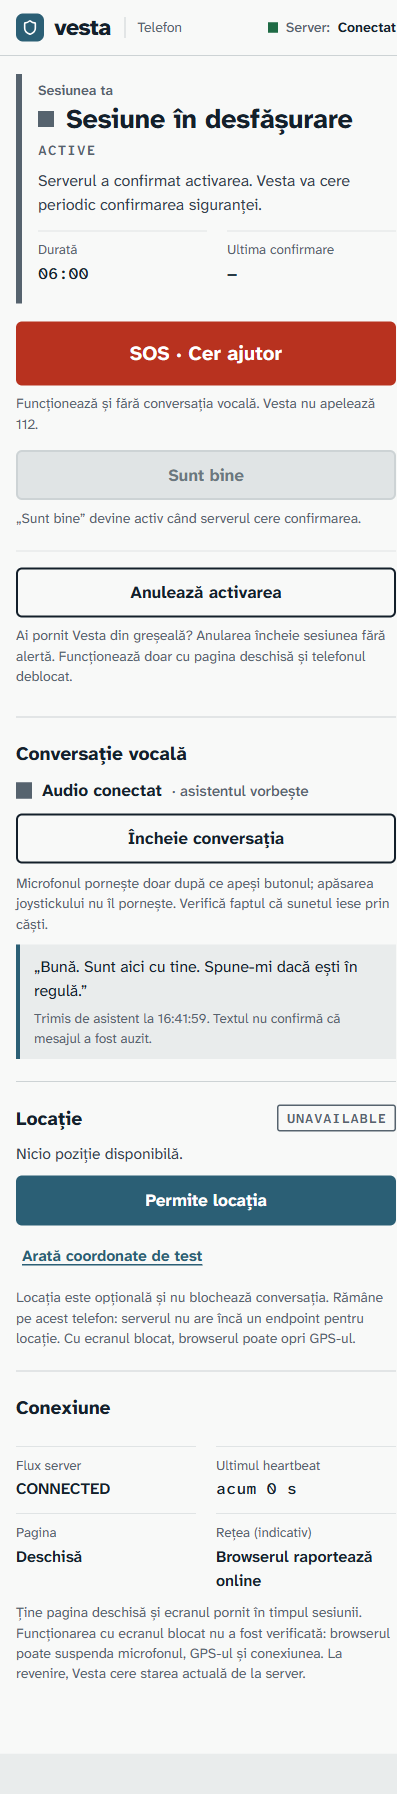 vesta
Telefon
Server: Conectat
Sesiunea ta
Sesiune în desfășurare
ACTIVE
Serverul a confirmat activarea. Vesta va cere
periodic confirmarea siguranței.
Durată
Ultima confirmare
06:00
—
SOS · Cer ajutor
Funcționează și fără conversația vocală. Vesta nu apelează
112.
Sunt bine
„Sunt bine” devine activ când serverul cere confirmarea.
Anulează activarea
Ai pornit Vesta din greșeală? Anularea încheie sesiunea fără
alertă. Funcționează doar cu pagina deschisă și telefonul
deblocat.
Conversație vocală
Audio conectat · asistentul vorbește
Încheie conversația
Microfonul pornește doar după ce apeși butonul; apăsarea
joystickului nu îl pornește. Verifică faptul că sunetul iese prin
căști.
„Bună. Sunt aici cu tine. Spune-mi dacă ești în
regulă.”
Trimis de asistent la 16:41:59. Textul nu confirmă că
mesajul a fost auzit.
Locație
UNAVAILABLE
Nicio poziție disponibilă.
Permite locația
Arată coordonate de test
Locația este opțională și nu blochează conversația. Rămâne
pe acest telefon: serverul nu are încă un endpoint pentru
locație. Cu ecranul blocat, browserul poate opri GPS-ul.
Conexiune
Flux server
Ultimul heartbeat
CONNECTED
acum 0 s
Pagina
Rețea (indicativ)
Deschisă
Browserul raportează
online
Ține pagina deschisă și ecranul pornit în timpul sesiunii.
Funcționarea cu ecranul blocat nu a fost verificată: browserul
poate suspenda microfonul, GPS-ul și conexiunea. La
revenire, Vesta cere starea actuală de la server.